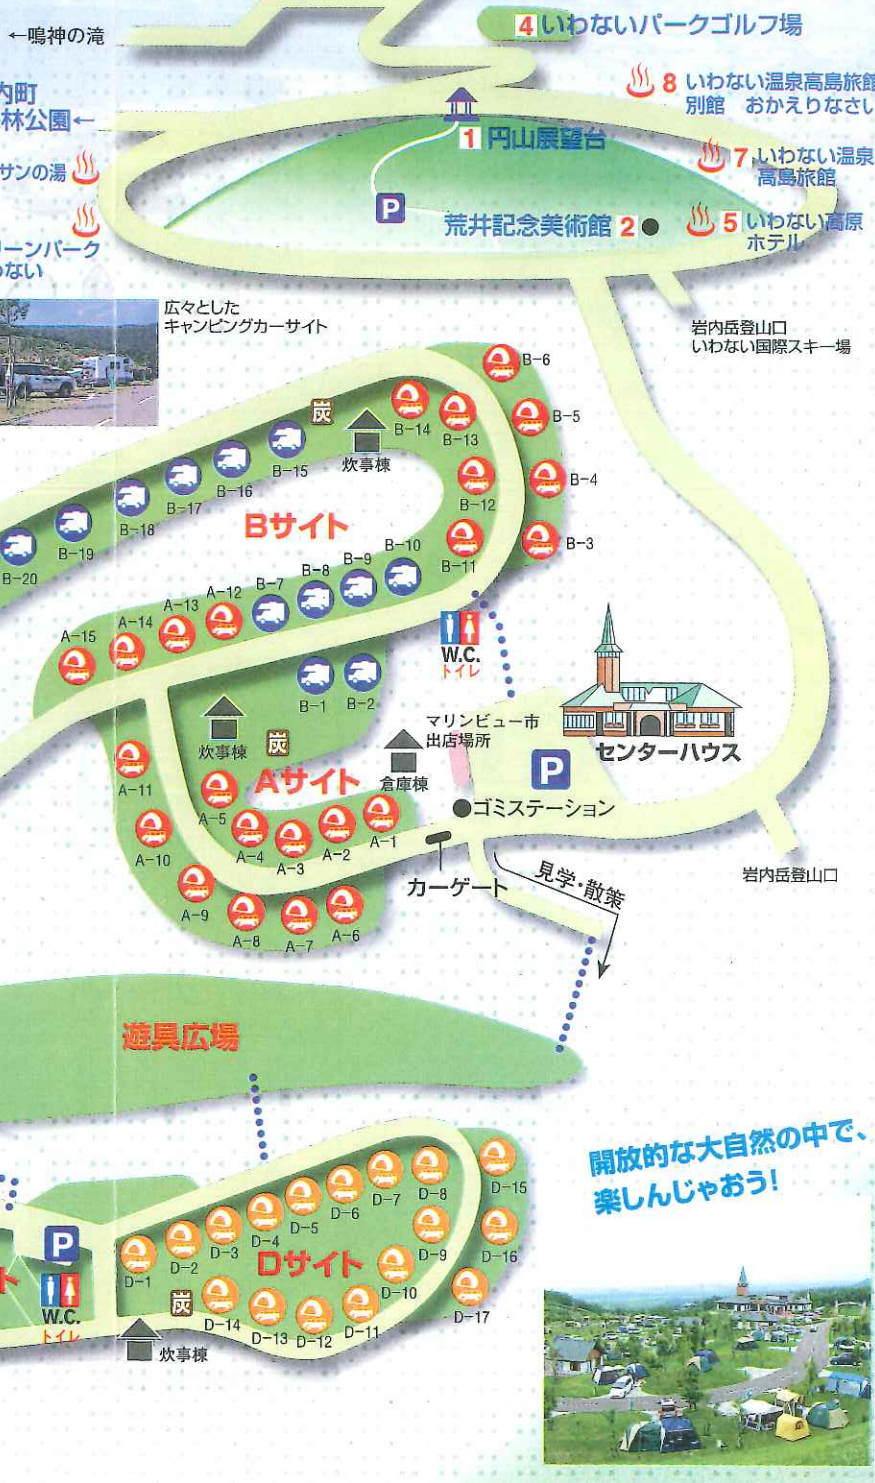 ←鳴神の滝
4 いわないパークゴルフ場
内町
林公園←
8 いわない温泉高島旅館
別館 おかえりなさい
1 円山展望台
サンの湯
7 いわない温泉
高島旅館
P
荒井記念美術館 2
5 いわない高原
ホテル
リーンパーク
わない
広々とした
キャンピングカーサイト
岩内岳登山口
いわない国際スキー場
B-6
B-5
B-4
B-3
炭
炊事棟
B-14
B-13
B-12
B-11
B-15
B-16
B-17
B-18
B-19
B-20
Bサイト
B-10
B-9
B-8
B-7
A-12
A-13
A-14
A-15
W.C.
トイレ
B-1
B-2
炊事棟
炭
マリンビュー市
出店場所
倉庫棟
P
センターハウス
Aサイト
A-11
A-5
A-4
A-3
A-2
A-1
ゴミステーション
A-10
カーゲート
見学・散策
岩内岳登山口
A-9
A-8
A-7
A-6
遊具広場
開放的な大自然の中で、
楽しんじゃおう!
D-15
D-16
D-17
D-8
D-7
D-6
D-5
D-4
D-3
D-2
D-1
D-9
D-10
Dサイト
D-14
D-13
D-12
D-11
P
ト
W.C.
トイレ
炭
炊事棟